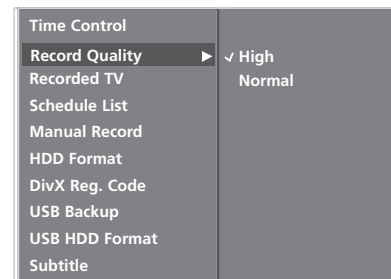 Time Control
Record Quality ▶ ✓ High
Recorded TV Normal
Schedule List
Manual Record
HDD Format
DivX Reg. Code
USB Backup
USB HDD Format
Subtitle